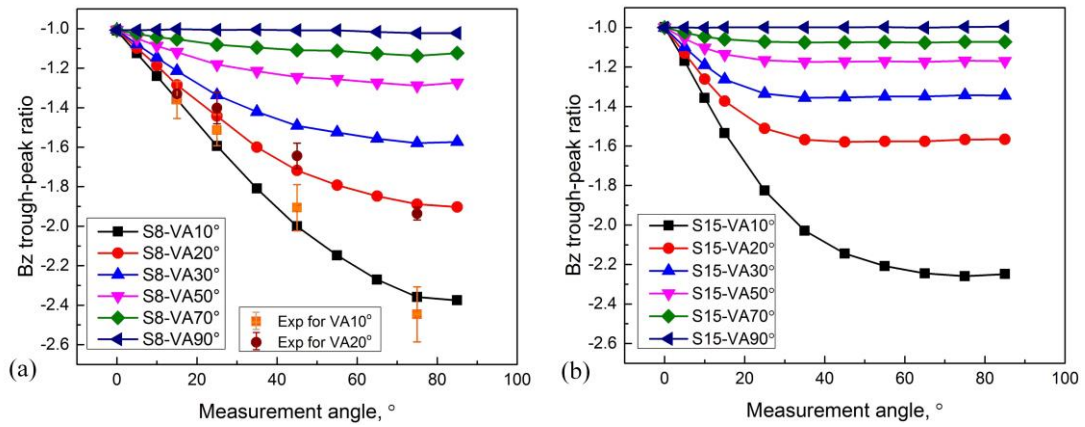 -1.0
-1.2
-1.4
-1.6
-1.8
-2.0
-2.2
-2.4
-2.6
Bz trough-peak ratio
S8-VA10°
S8-VA20°
S8-VA30°
S8-VA50°
S8-VA70°
S8-VA90°
Exp for VA10°
Exp for VA20°
(a)
0 20 40 60 80 100
Measurement angle, °
-1.0
-1.2
-1.4
-1.6
-1.8
-2.0
-2.2
-2.4
-2.6
Bz trough-peak ratio
S15-VA10°
S15-VA20°
S15-VA30°
S15-VA50°
S15-VA70°
S15-VA90°
(b)
0 20 40 60 80 100
Measurement angle, °